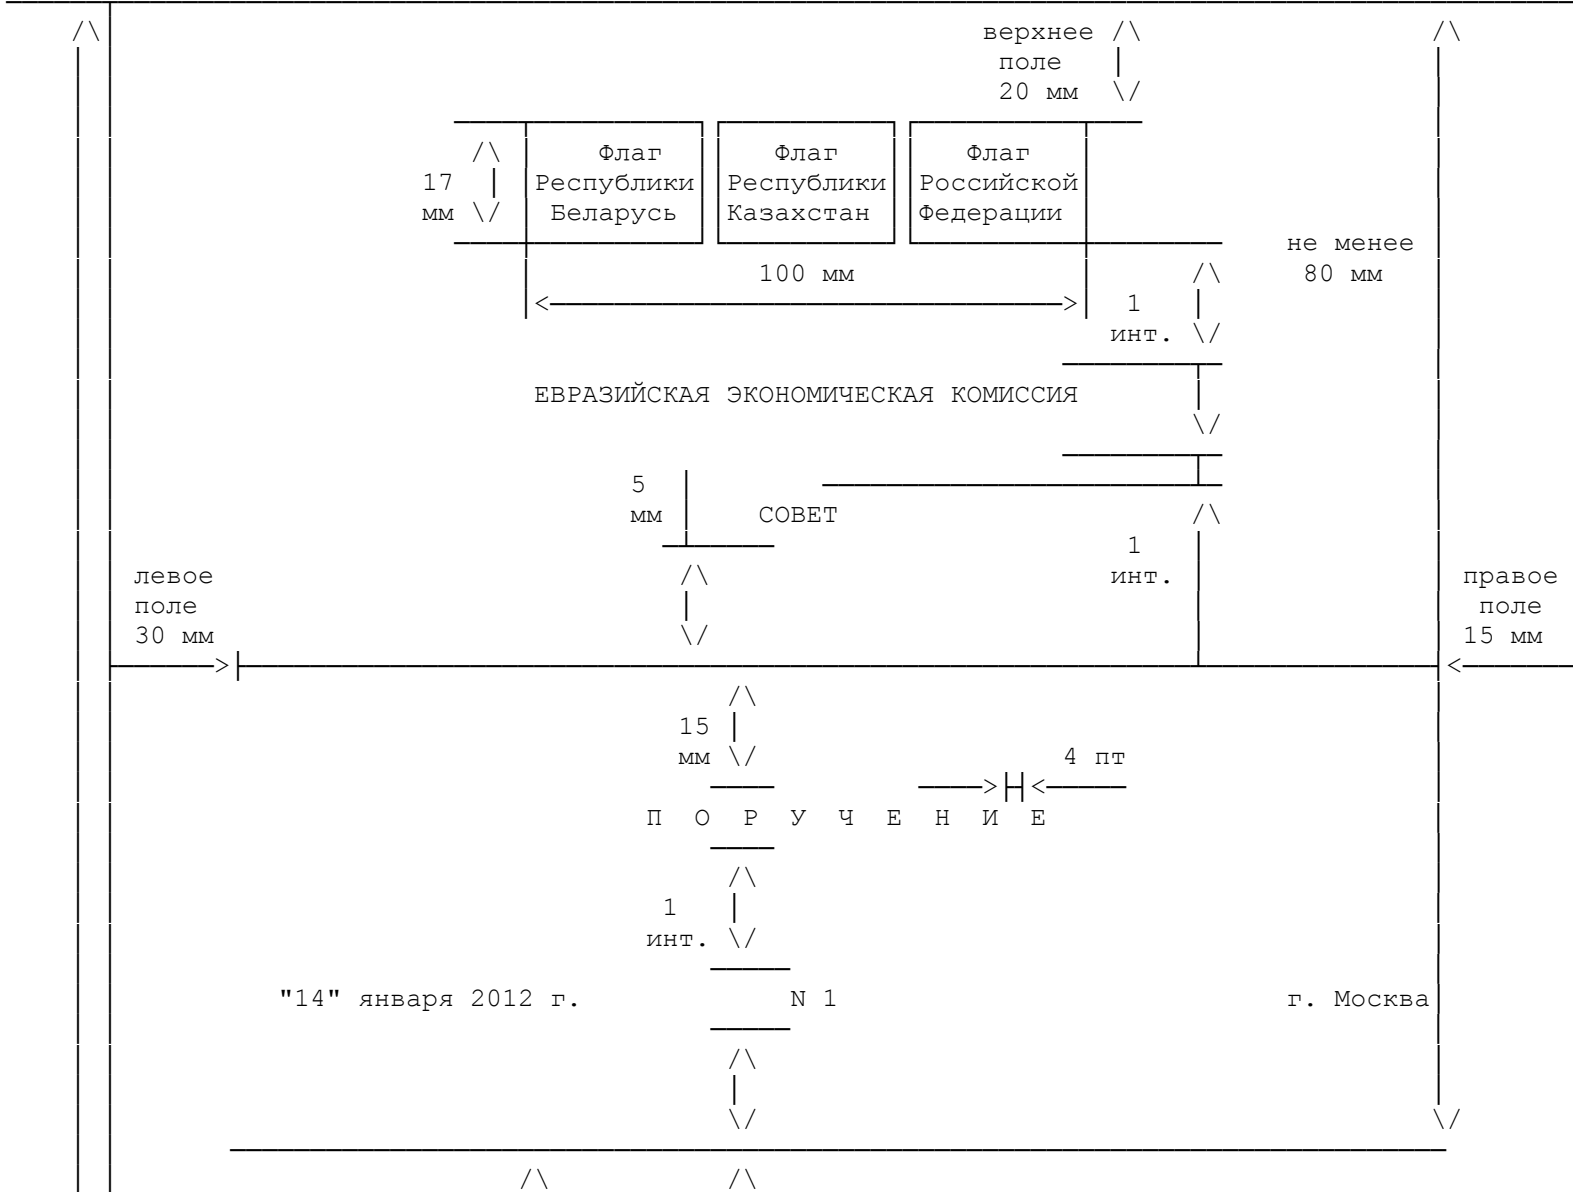 верхнее
поле
20 мм
Флаг Флаг Флаг
17 Республики Республики Российской
мм Беларусь Казахстан Федерации
не менее
100 мм 80 мм
1
инт.
ЕВРАЗИЙСКАЯ ЭКОНОМИЧЕСКАЯ КОМИССИЯ
5
мм СОВЕТ
1
левое инт. правое
поле поле
30 мм 15 мм
15
мм 4 пт
П О Р У Ч Е Н И Е
1
инт.
"14" января 2012 г. N 1 г. Москва